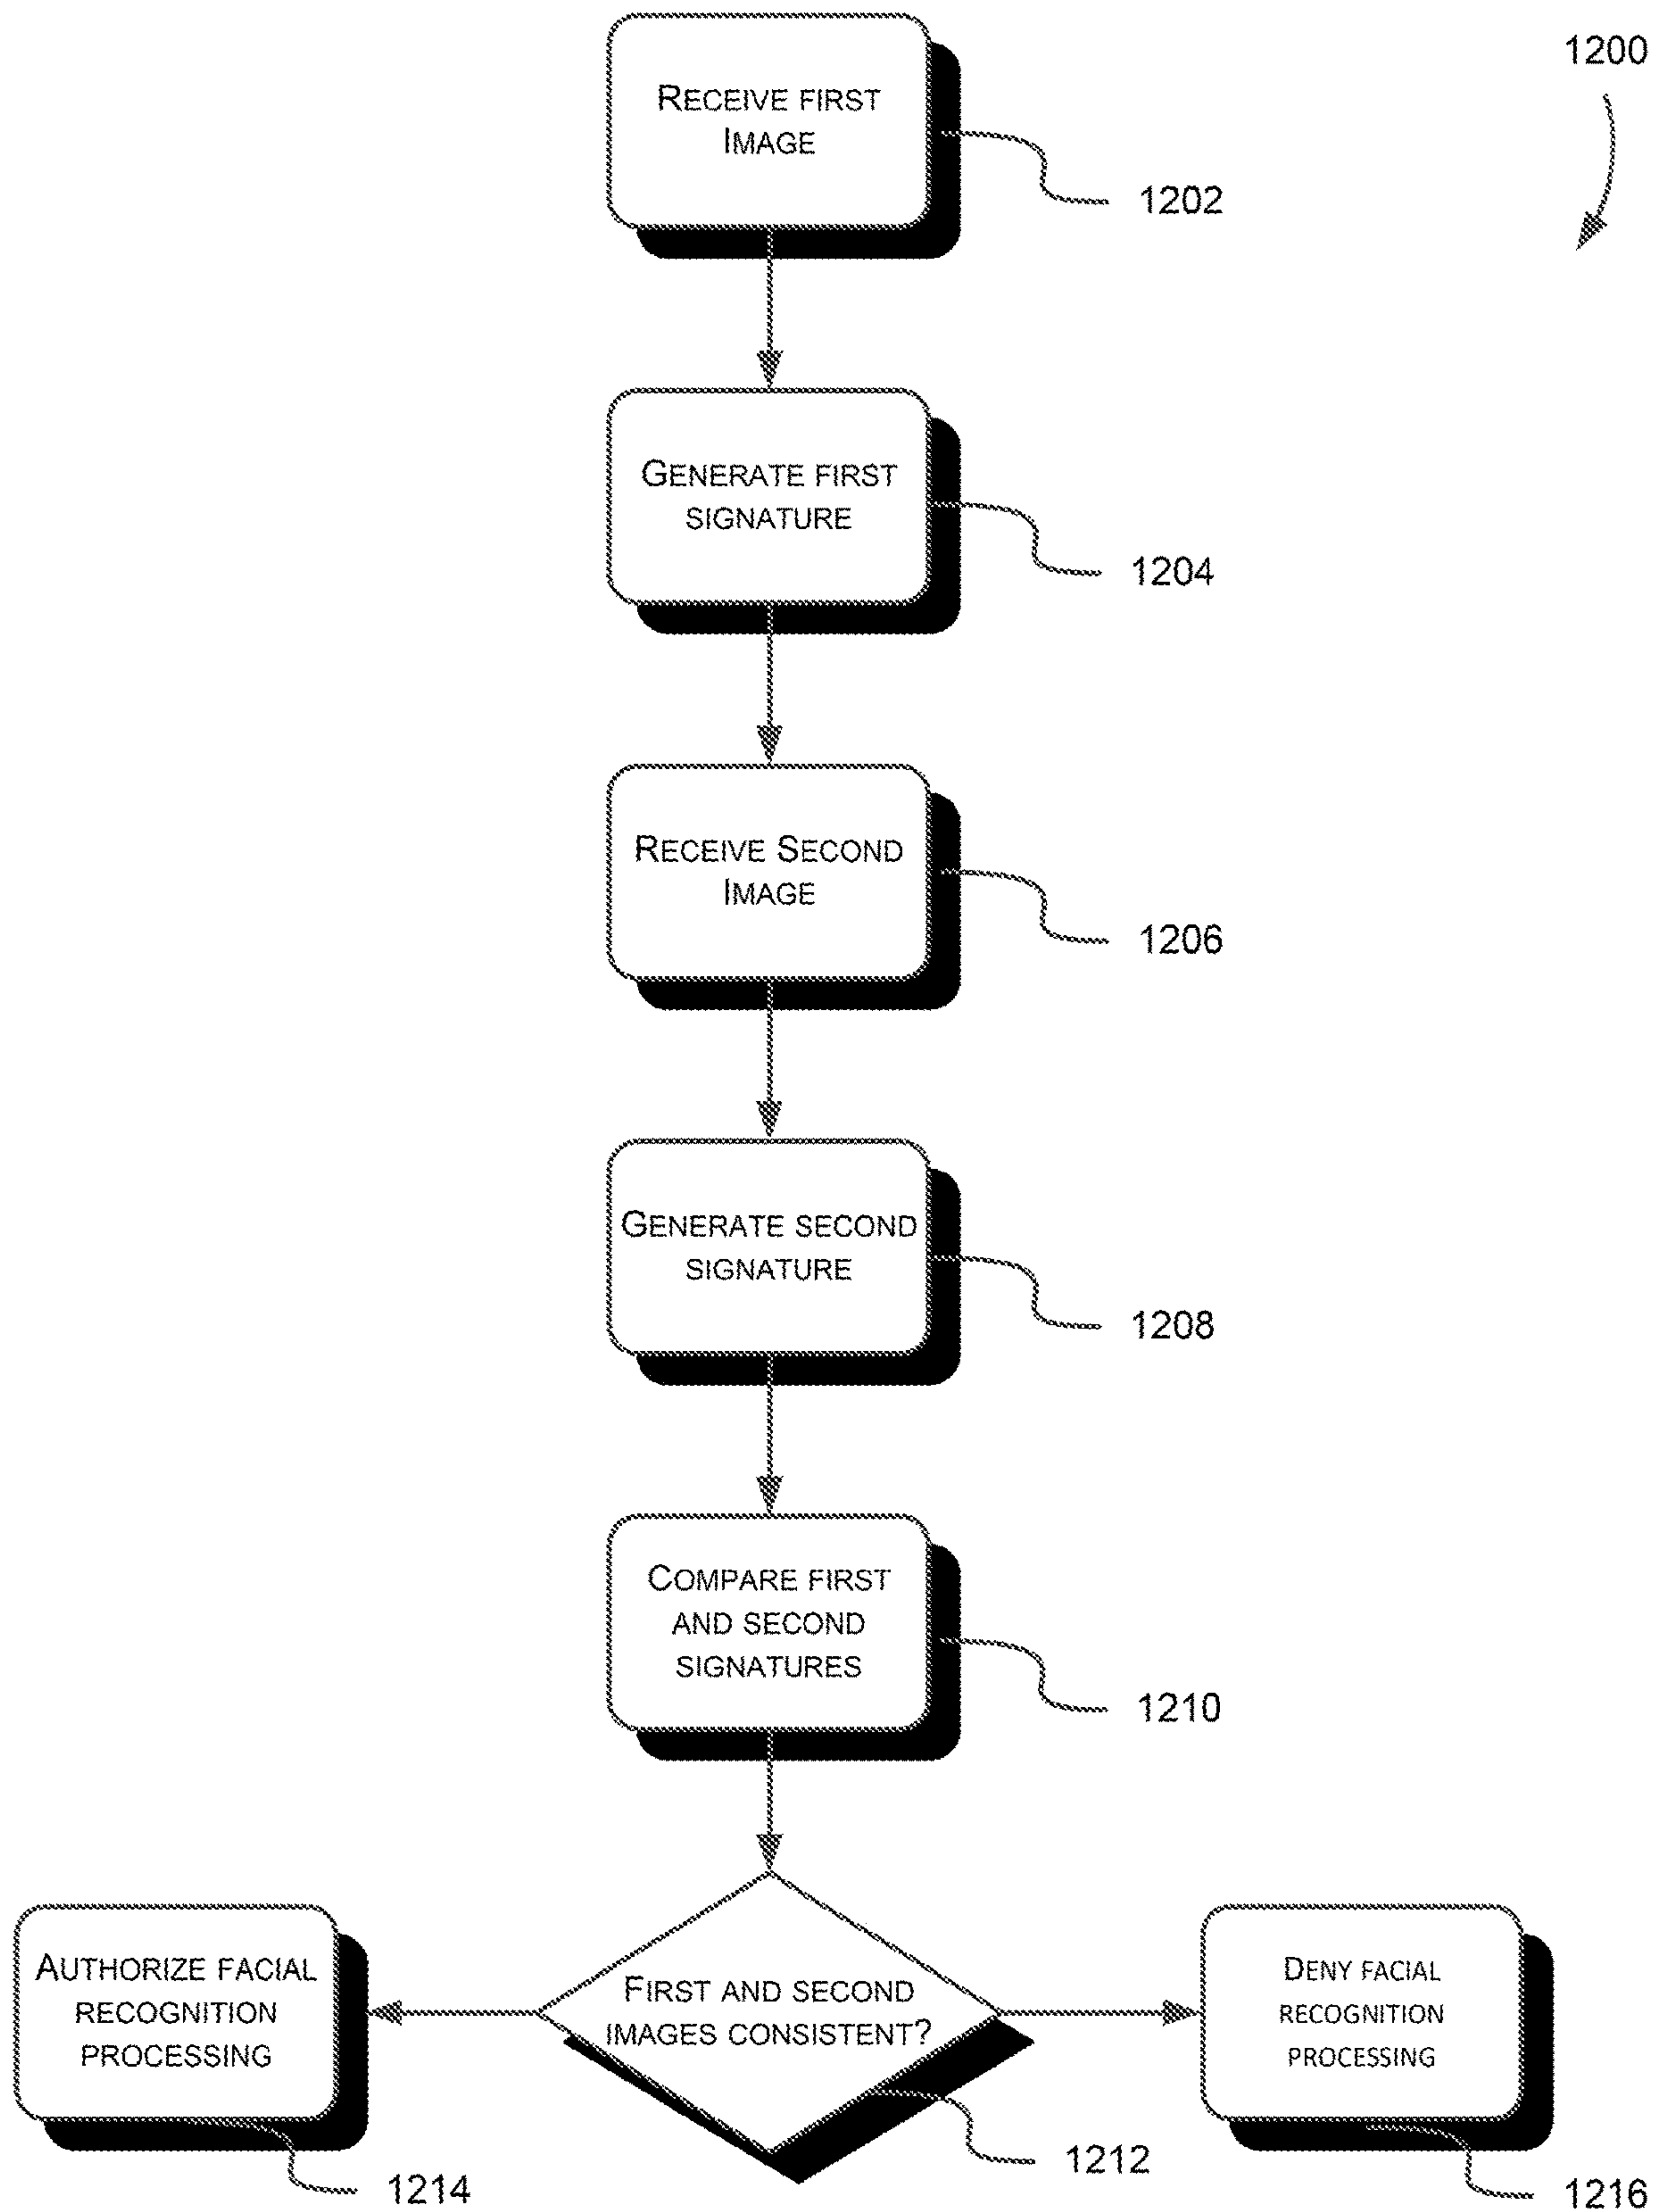 1200
RECEIVE FIRST
IMAGE
1202
GENERATE FIRST
SIGNATURE
1204
RECEIVE SECOND
IMAGE
1206
GENERATE SECOND
SIGNATURE
1208
COMPARE FIRST
AND SECOND
SIGNATURES
1210
AUTHORIZE FACIAL
RECOGNITION
PROCESSING
1214
FIRST AND SECOND
IMAGES CONSISTENT?
1212
DENY FACIAL
RECOGNITION
PROCESSING
1216